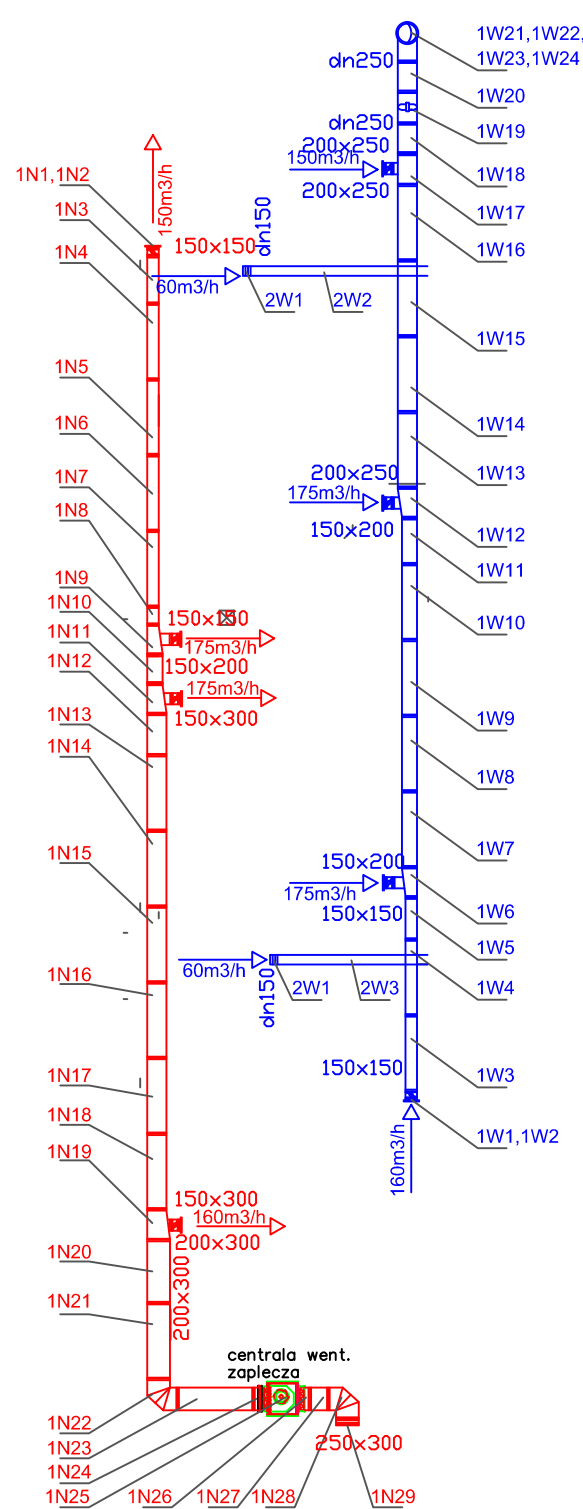 1W21,1W22,
dn250
1W23,1W24
1W20
dn250
1W19
200x250
150m3/h
1W18
1N1,1N2
150m3/h
200x250
1W17
1N3
dn150
150x150
1W16
1N4
60m3/h
2W1
2W2
1W15
1N5
1N6
1W14
200x250
1W13
1N7
175m3/h
1N8
150x200
1W12
1W11
1N9
1N10
150x150
1W10
1N11
175m3/h
1N12
150x200
175m3/h
1N13
150x300
1W9
1N14
1W8
1N15
150x200
1W7
175m3/h
1W6
150x150
1W5
1N16
60m3/h
dn150
2W1
2W3
1W4
1N17
150x150
1W3
1N18
1W1,1W2
1N19
160m3/h
150x300
160m3/h
1N20
200x300
200x300
1N21
centrala went.
zaplecza
1N22
1N23
250x300
1N24
1N25
1N26
1N27
1N28
1N29